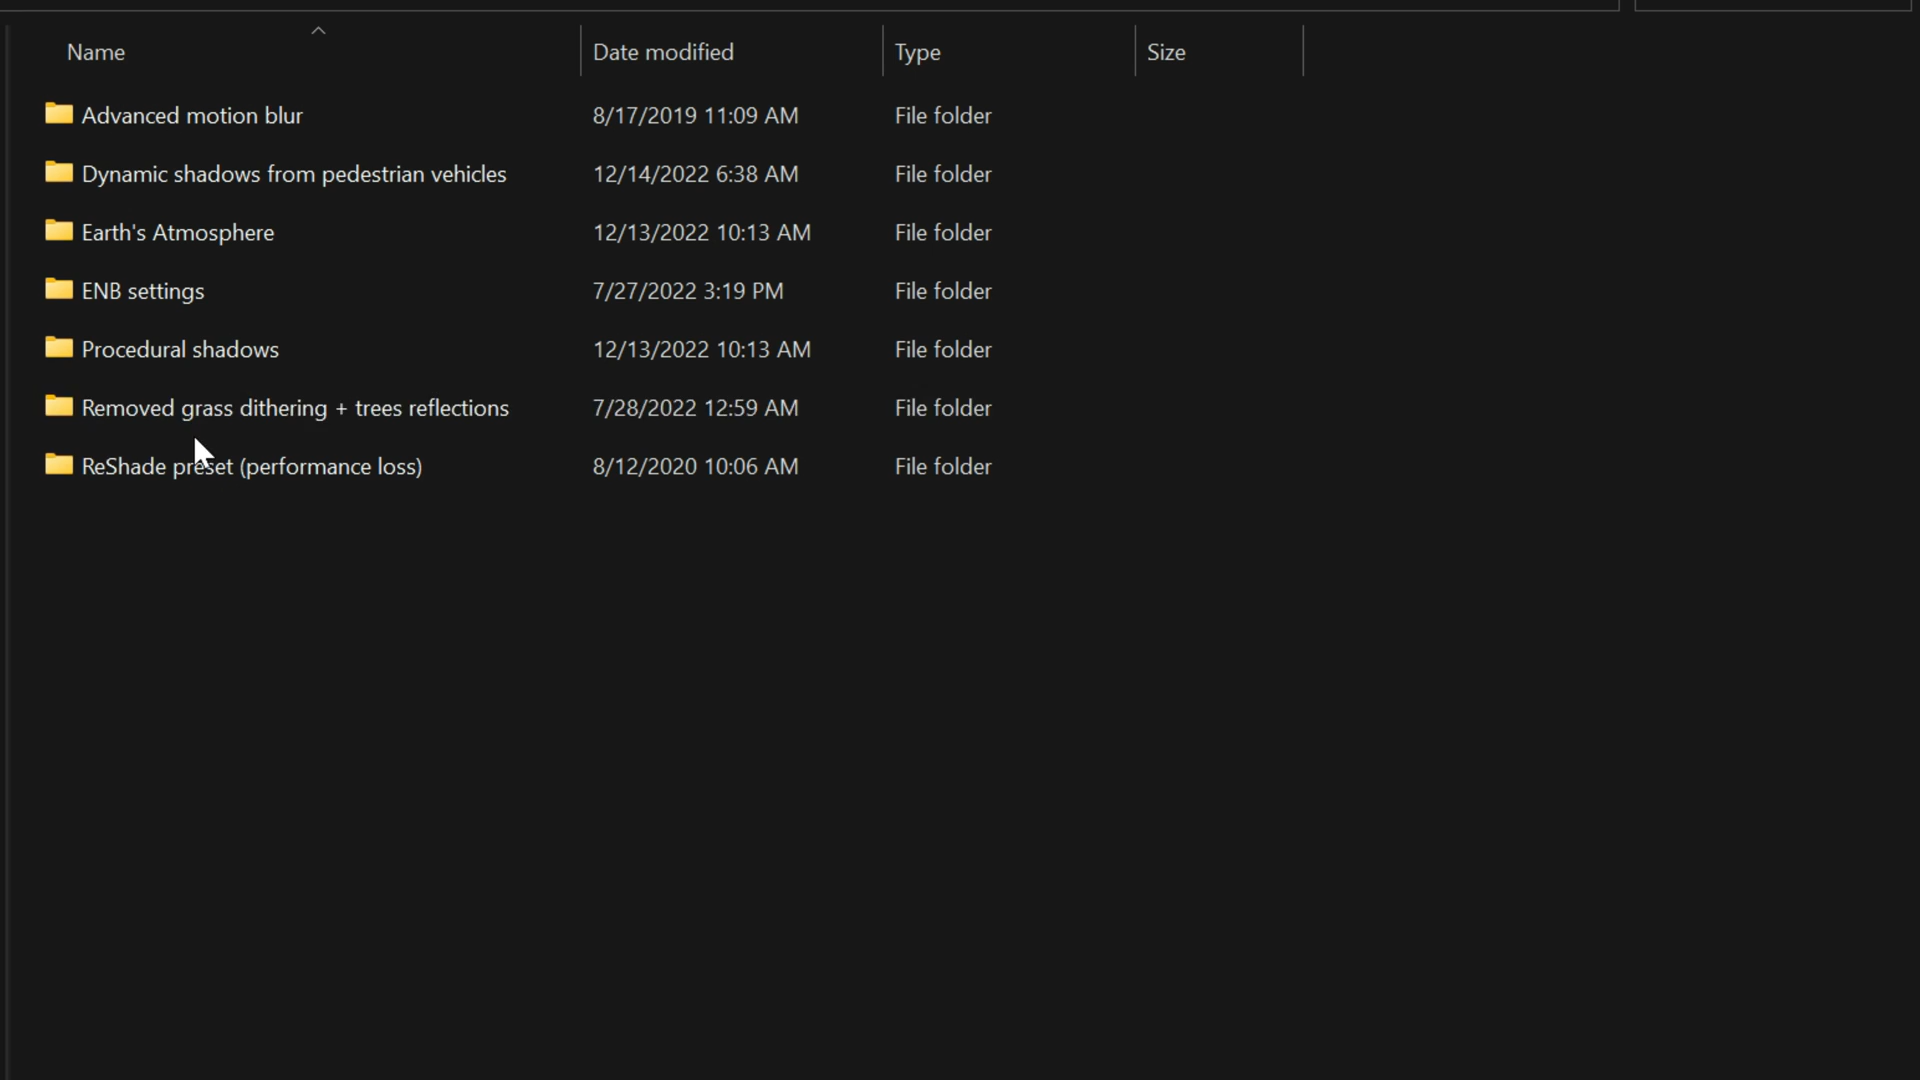 Name Date modified Type Size
Advanced motion blur 8/17/2019 11:09 AM File folder
Dynamic shadows from pedestrian vehicles 12/14/2022 6:38 AM File folder
Earth's Atmosphere 12/13/2022 10:13 AM File folder
ENB settings 7/27/2022 3:19 PM File folder
Procedural shadows 12/13/2022 10:13 AM File folder
Removed grass dithering + trees reflections 7/28/2022 12:59 AM File folder
ReShade preset (performance loss) 8/12/2020 10:06 AM File folder